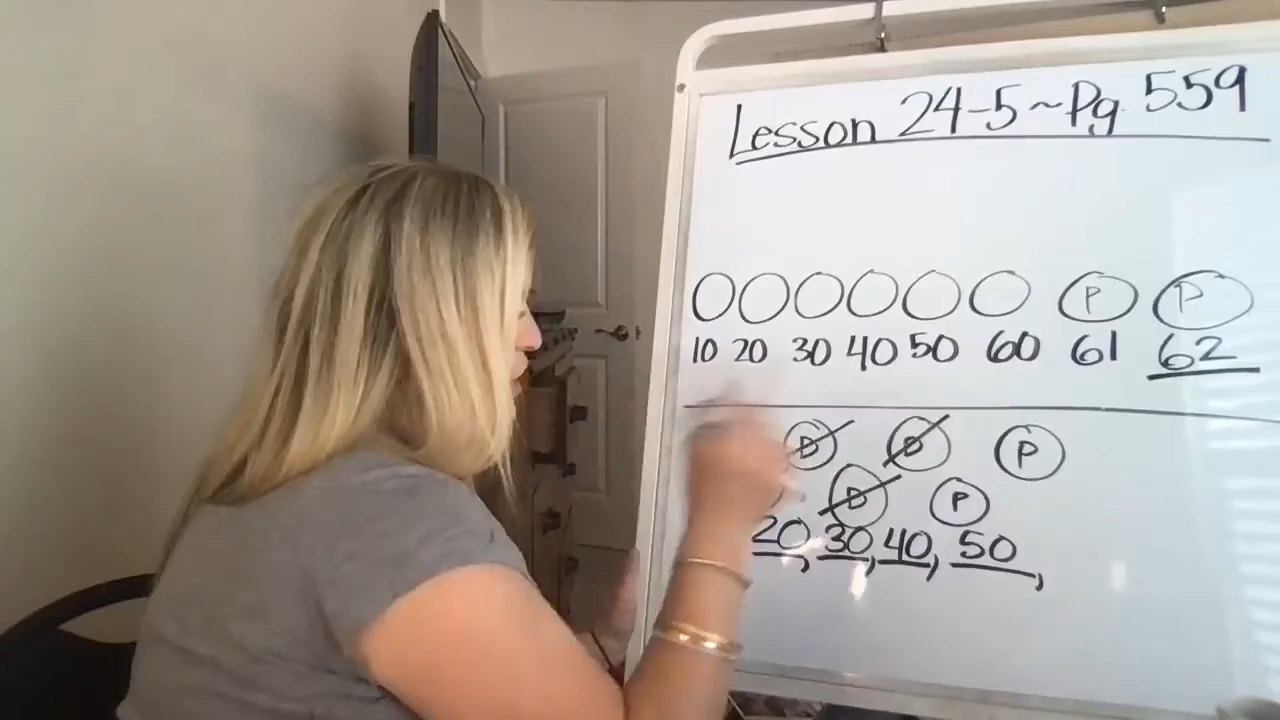 Lesson 24-5~Pg. 559
P P
10 20 30 40 50 60 61 62
D D P
D P
20, 30, 40, 50,